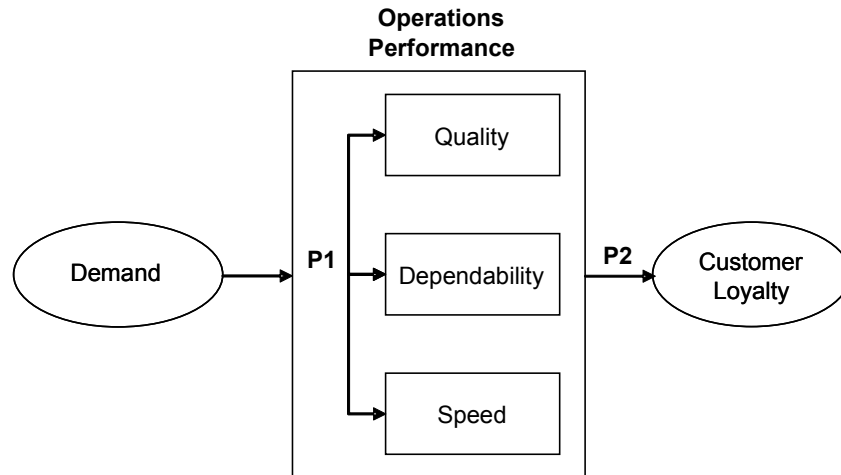 Operations
Performance
Quality
P1
Demand
Dependability
P2
Customer
Loyalty
Speed